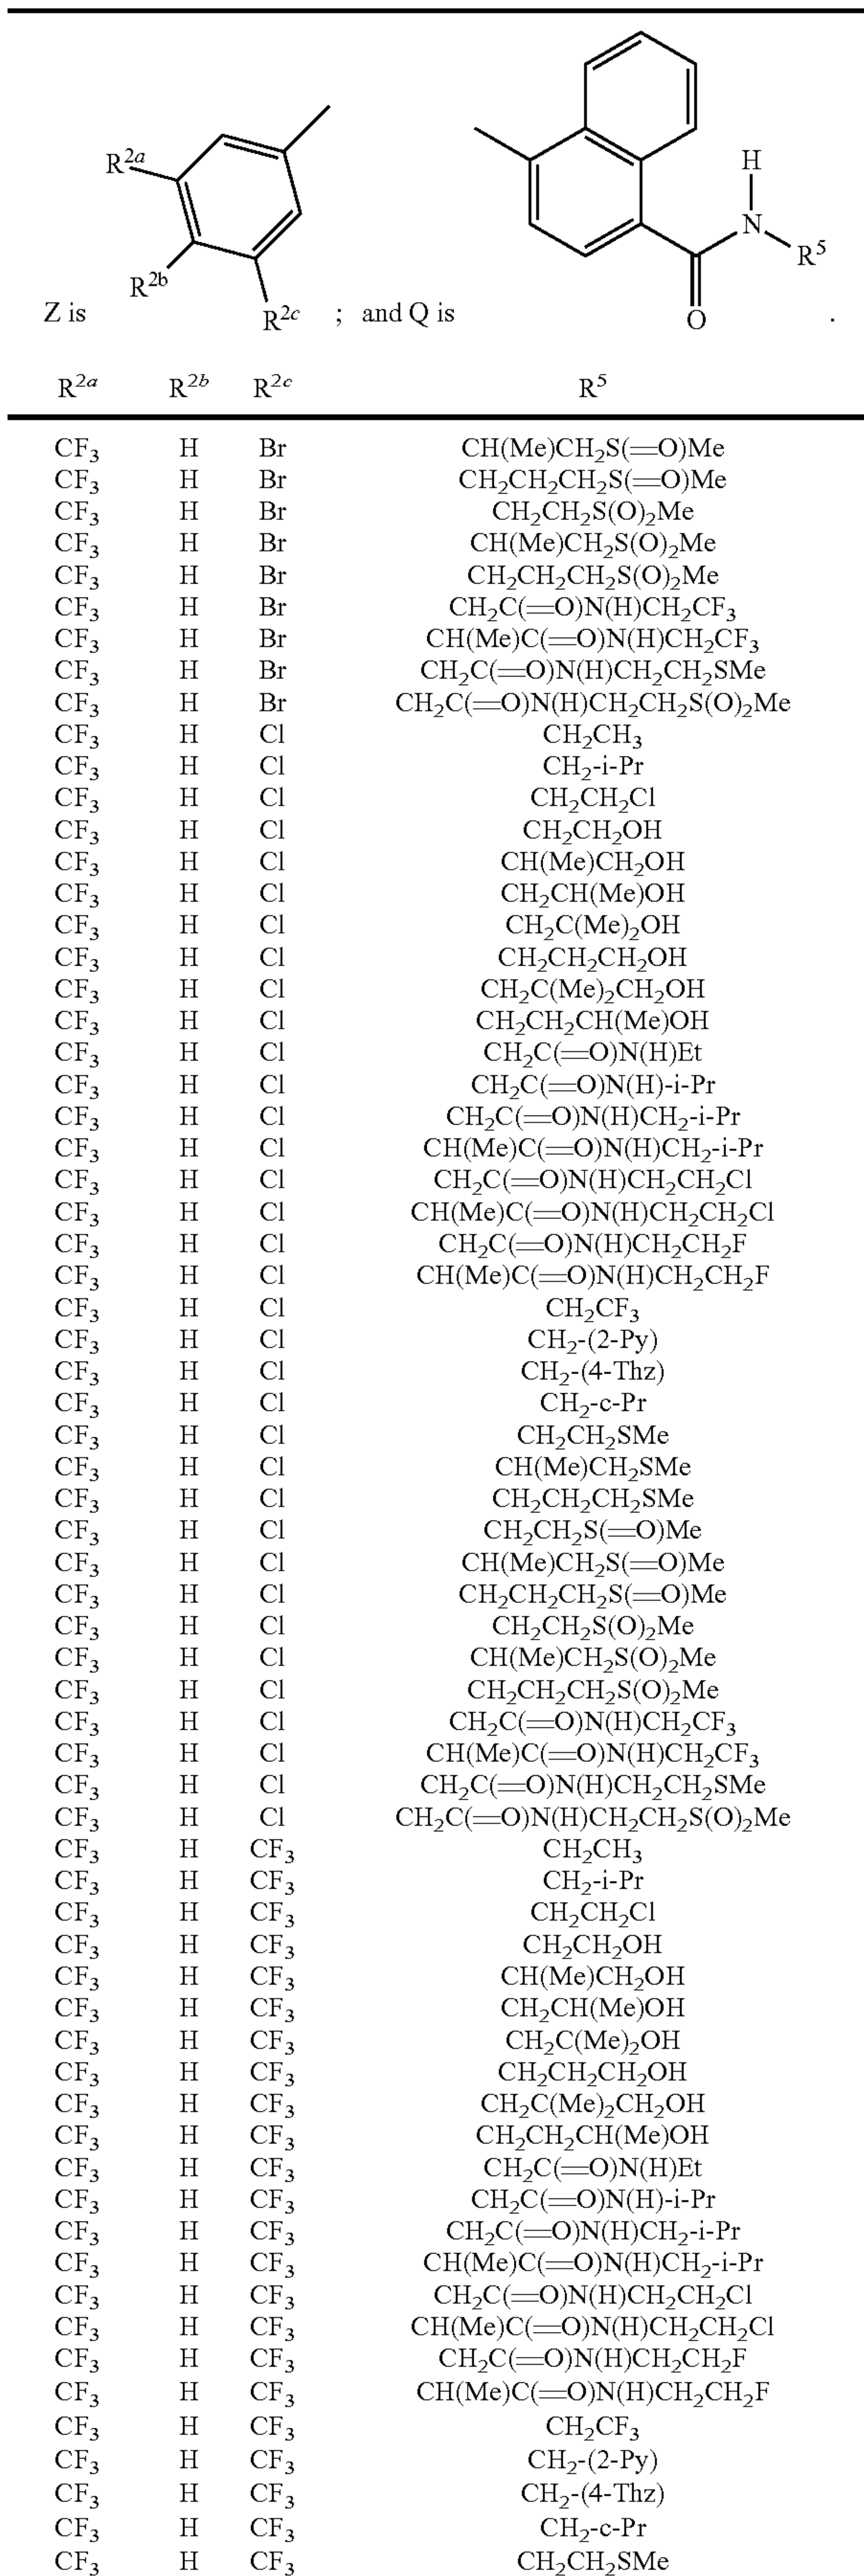 R²ᵃ
R²ᵇ
R²ᶜ
H
N
R⁵
O
Z is ; and Q is .
R²ᵃ R²ᵇ R²ᶜ R⁵
CF₃ H Br CH(Me)CH₂S(═O)Me
CF₃ H Br CH₂CH₂CH₂S(═O)Me
CF₃ H Br CH₂CH₂S(O)₂Me
CF₃ H Br CH(Me)CH₂S(O)₂Me
CF₃ H Br CH₂CH₂CH₂S(O)₂Me
CF₃ H Br CH₂C(═O)N(H)CH₂CF₃
CF₃ H Br CH(Me)C(═O)N(H)CH₂CF₃
CF₃ H Br CH₂C(═O)N(H)CH₂CH₂SMe
CF₃ H Br CH₂C(═O)N(H)CH₂CH₂S(O)₂Me
CF₃ H Cl CH₂CH₃
CF₃ H Cl CH₂-i-Pr
CF₃ H Cl CH₂CH₂Cl
CF₃ H Cl CH₂CH₂OH
CF₃ H Cl CH(Me)CH₂OH
CF₃ H Cl CH₂CH(Me)OH
CF₃ H Cl CH₂C(Me)₂OH
CF₃ H Cl CH₂CH₂CH₂OH
CF₃ H Cl CH₂C(Me)₂CH₂OH
CF₃ H Cl CH₂CH₂CH(Me)OH
CF₃ H Cl CH₂C(═O)N(H)Et
CF₃ H Cl CH₂C(═O)N(H)-i-Pr
CF₃ H Cl CH₂C(═O)N(H)CH₂-i-Pr
CF₃ H Cl CH(Me)C(═O)N(H)CH₂-i-Pr
CF₃ H Cl CH₂C(═O)N(H)CH₂CH₂Cl
CF₃ H Cl CH(Me)C(═O)N(H)CH₂CH₂Cl
CF₃ H Cl CH₂C(═O)N(H)CH₂CH₂F
CF₃ H Cl CH(Me)C(═O)N(H)CH₂CH₂F
CF₃ H Cl CH₂CF₃
CF₃ H Cl CH₂-(2-Py)
CF₃ H Cl CH₂-(4-Thz)
CF₃ H Cl CH₂-c-Pr
CF₃ H Cl CH₂CH₂SMe
CF₃ H Cl CH(Me)CH₂SMe
CF₃ H Cl CH₂CH₂CH₂SMe
CF₃ H Cl CH₂CH₂S(═O)Me
CF₃ H Cl CH(Me)CH₂S(═O)Me
CF₃ H Cl CH₂CH₂CH₂S(═O)Me
CF₃ H Cl CH₂CH₂S(O)₂Me
CF₃ H Cl CH(Me)CH₂S(O)₂Me
CF₃ H Cl CH₂CH₂CH₂S(O)₂Me
CF₃ H Cl CH₂C(═O)N(H)CH₂CF₃
CF₃ H Cl CH(Me)C(═O)N(H)CH₂CF₃
CF₃ H Cl CH₂C(═O)N(H)CH₂CH₂SMe
CF₃ H Cl CH₂C(═O)N(H)CH₂CH₂S(O)₂Me
CF₃ H CF₃ CH₂CH₃
CF₃ H CF₃ CH₂-i-Pr
CF₃ H CF₃ CH₂CH₂Cl
CF₃ H CF₃ CH₂CH₂OH
CF₃ H CF₃ CH(Me)CH₂OH
CF₃ H CF₃ CH₂CH(Me)OH
CF₃ H CF₃ CH₂C(Me)₂OH
CF₃ H CF₃ CH₂CH₂CH₂OH
CF₃ H CF₃ CH₂C(Me)₂CH₂OH
CF₃ H CF₃ CH₂CH₂CH(Me)OH
CF₃ H CF₃ CH₂C(═O)N(H)Et
CF₃ H CF₃ CH₂C(═O)N(H)-i-Pr
CF₃ H CF₃ CH₂C(═O)N(H)CH₂-i-Pr
CF₃ H CF₃ CH(Me)C(═O)N(H)CH₂-i-Pr
CF₃ H CF₃ CH₂C(═O)N(H)CH₂CH₂Cl
CF₃ H CF₃ CH(Me)C(═O)N(H)CH₂CH₂Cl
CF₃ H CF₃ CH₂C(═O)N(H)CH₂CH₂F
CF₃ H CF₃ CH(Me)C(═O)N(H)CH₂CH₂F
CF₃ H CF₃ CH₂CF₃
CF₃ H CF₃ CH₂-(2-Py)
CF₃ H CF₃ CH₂-(4-Thz)
CF₃ H CF₃ CH₂-c-Pr
CF₃ H CF₃ CH₂CH₂SMe